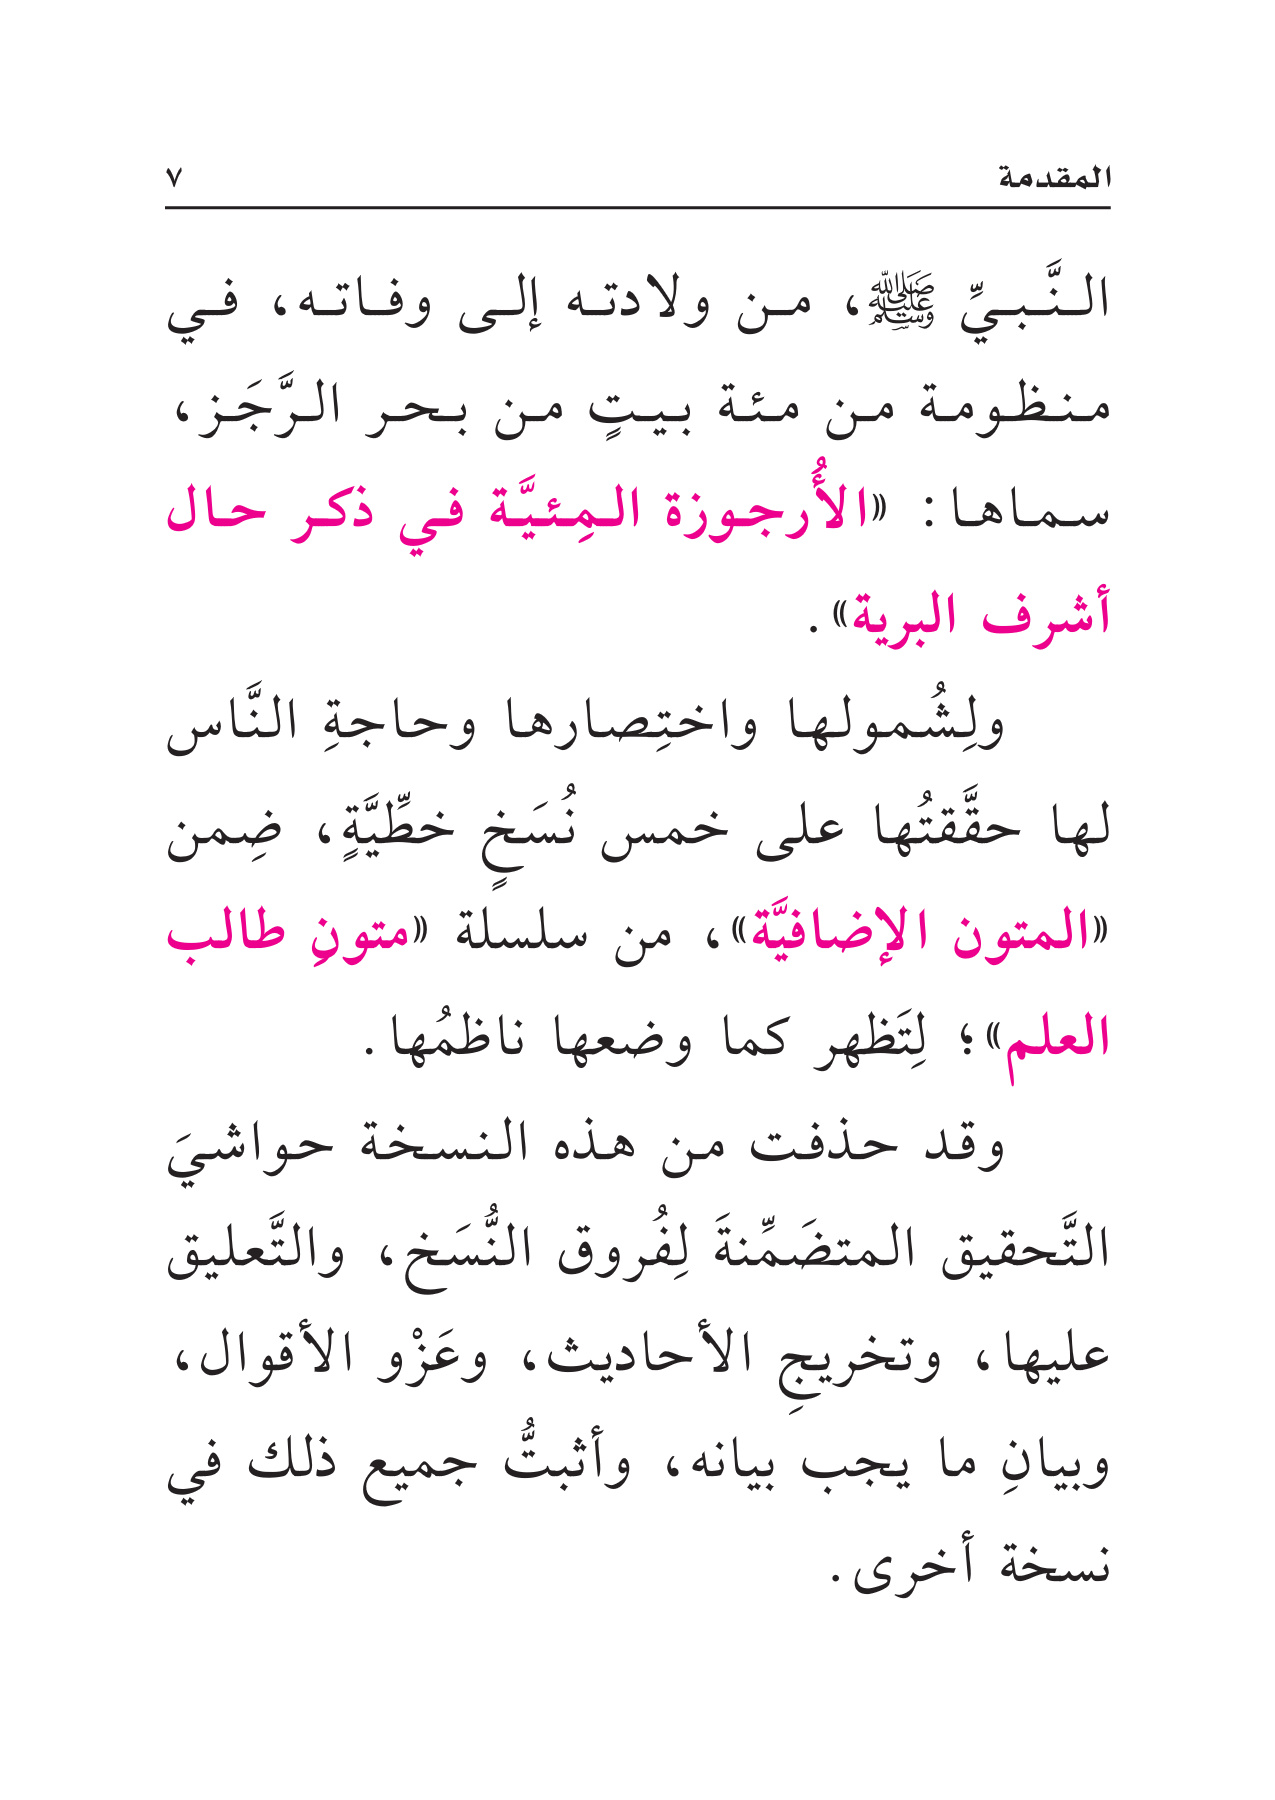 المقدمة ٧
النَّبيِّ ﷺ، من ولادته إلى وفاته، في
منظومة من مئة بيتٍ من بحر الرَّجَز،
سماها: «الأُرجوزة المِئيَّة في ذكر حال
أشرف البرية».
ولِشُمولها واختِصارها وحاجةِ النَّاس
لها حقَّقتُها على خمس نُسَخٍ خطِّيَّةٍ، ضِمن
«المتون الإضافيَّة»، من سلسلة «متونِ طالب
العلم»؛ لِتَظهر كما وضعها ناظمُها.
وقد حذفت من هذه النسخة حواشيَ
التَّحقيق المتضَمِّنةَ لِفُروق النُّسَخ، والتَّعليق
عليها، وتخريجِ الأحاديث، وعَزْو الأقوال،
وبيانِ ما يجب بيانه، وأثبتُّ جميع ذلك في
نسخة أخرى.